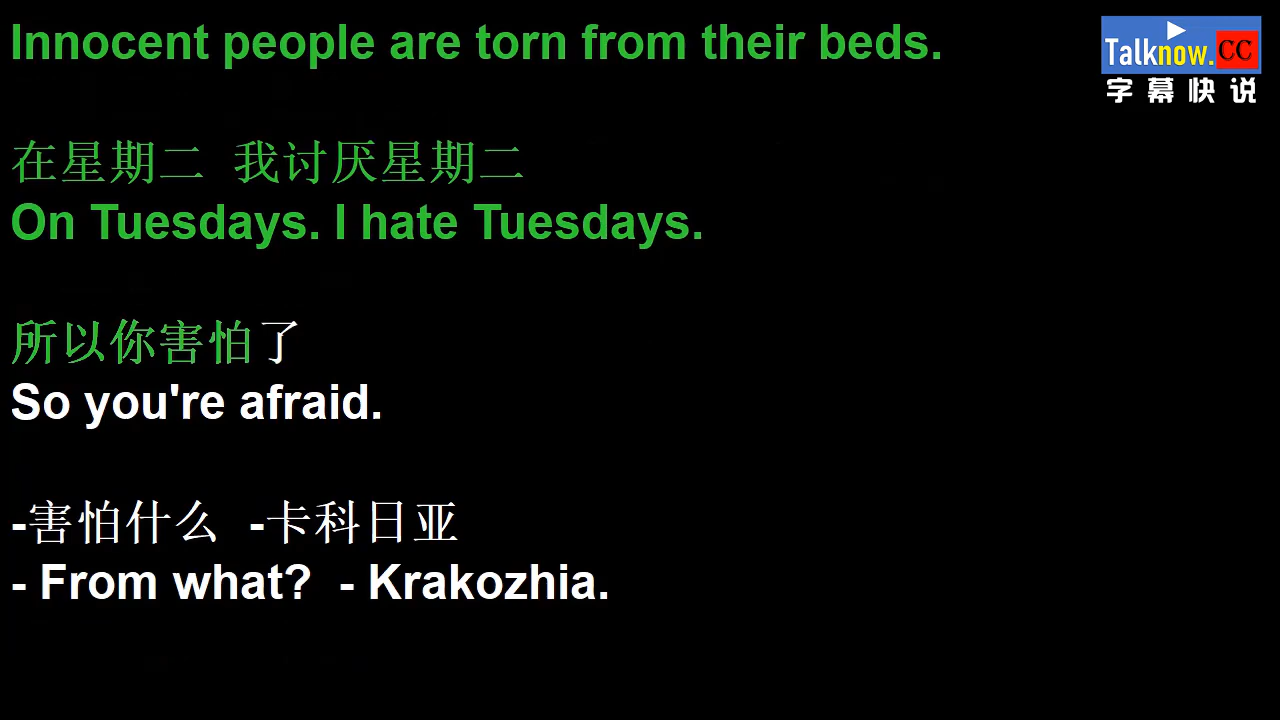 Innocent people are torn from their beds.
Talknow.CC
字幕快说
在星期二 我讨厌星期二
On Tuesdays. I hate Tuesdays.
所以你害怕了
So you're afraid.
-害怕什么 -卡科日亚
- From what? - Krakozhia.